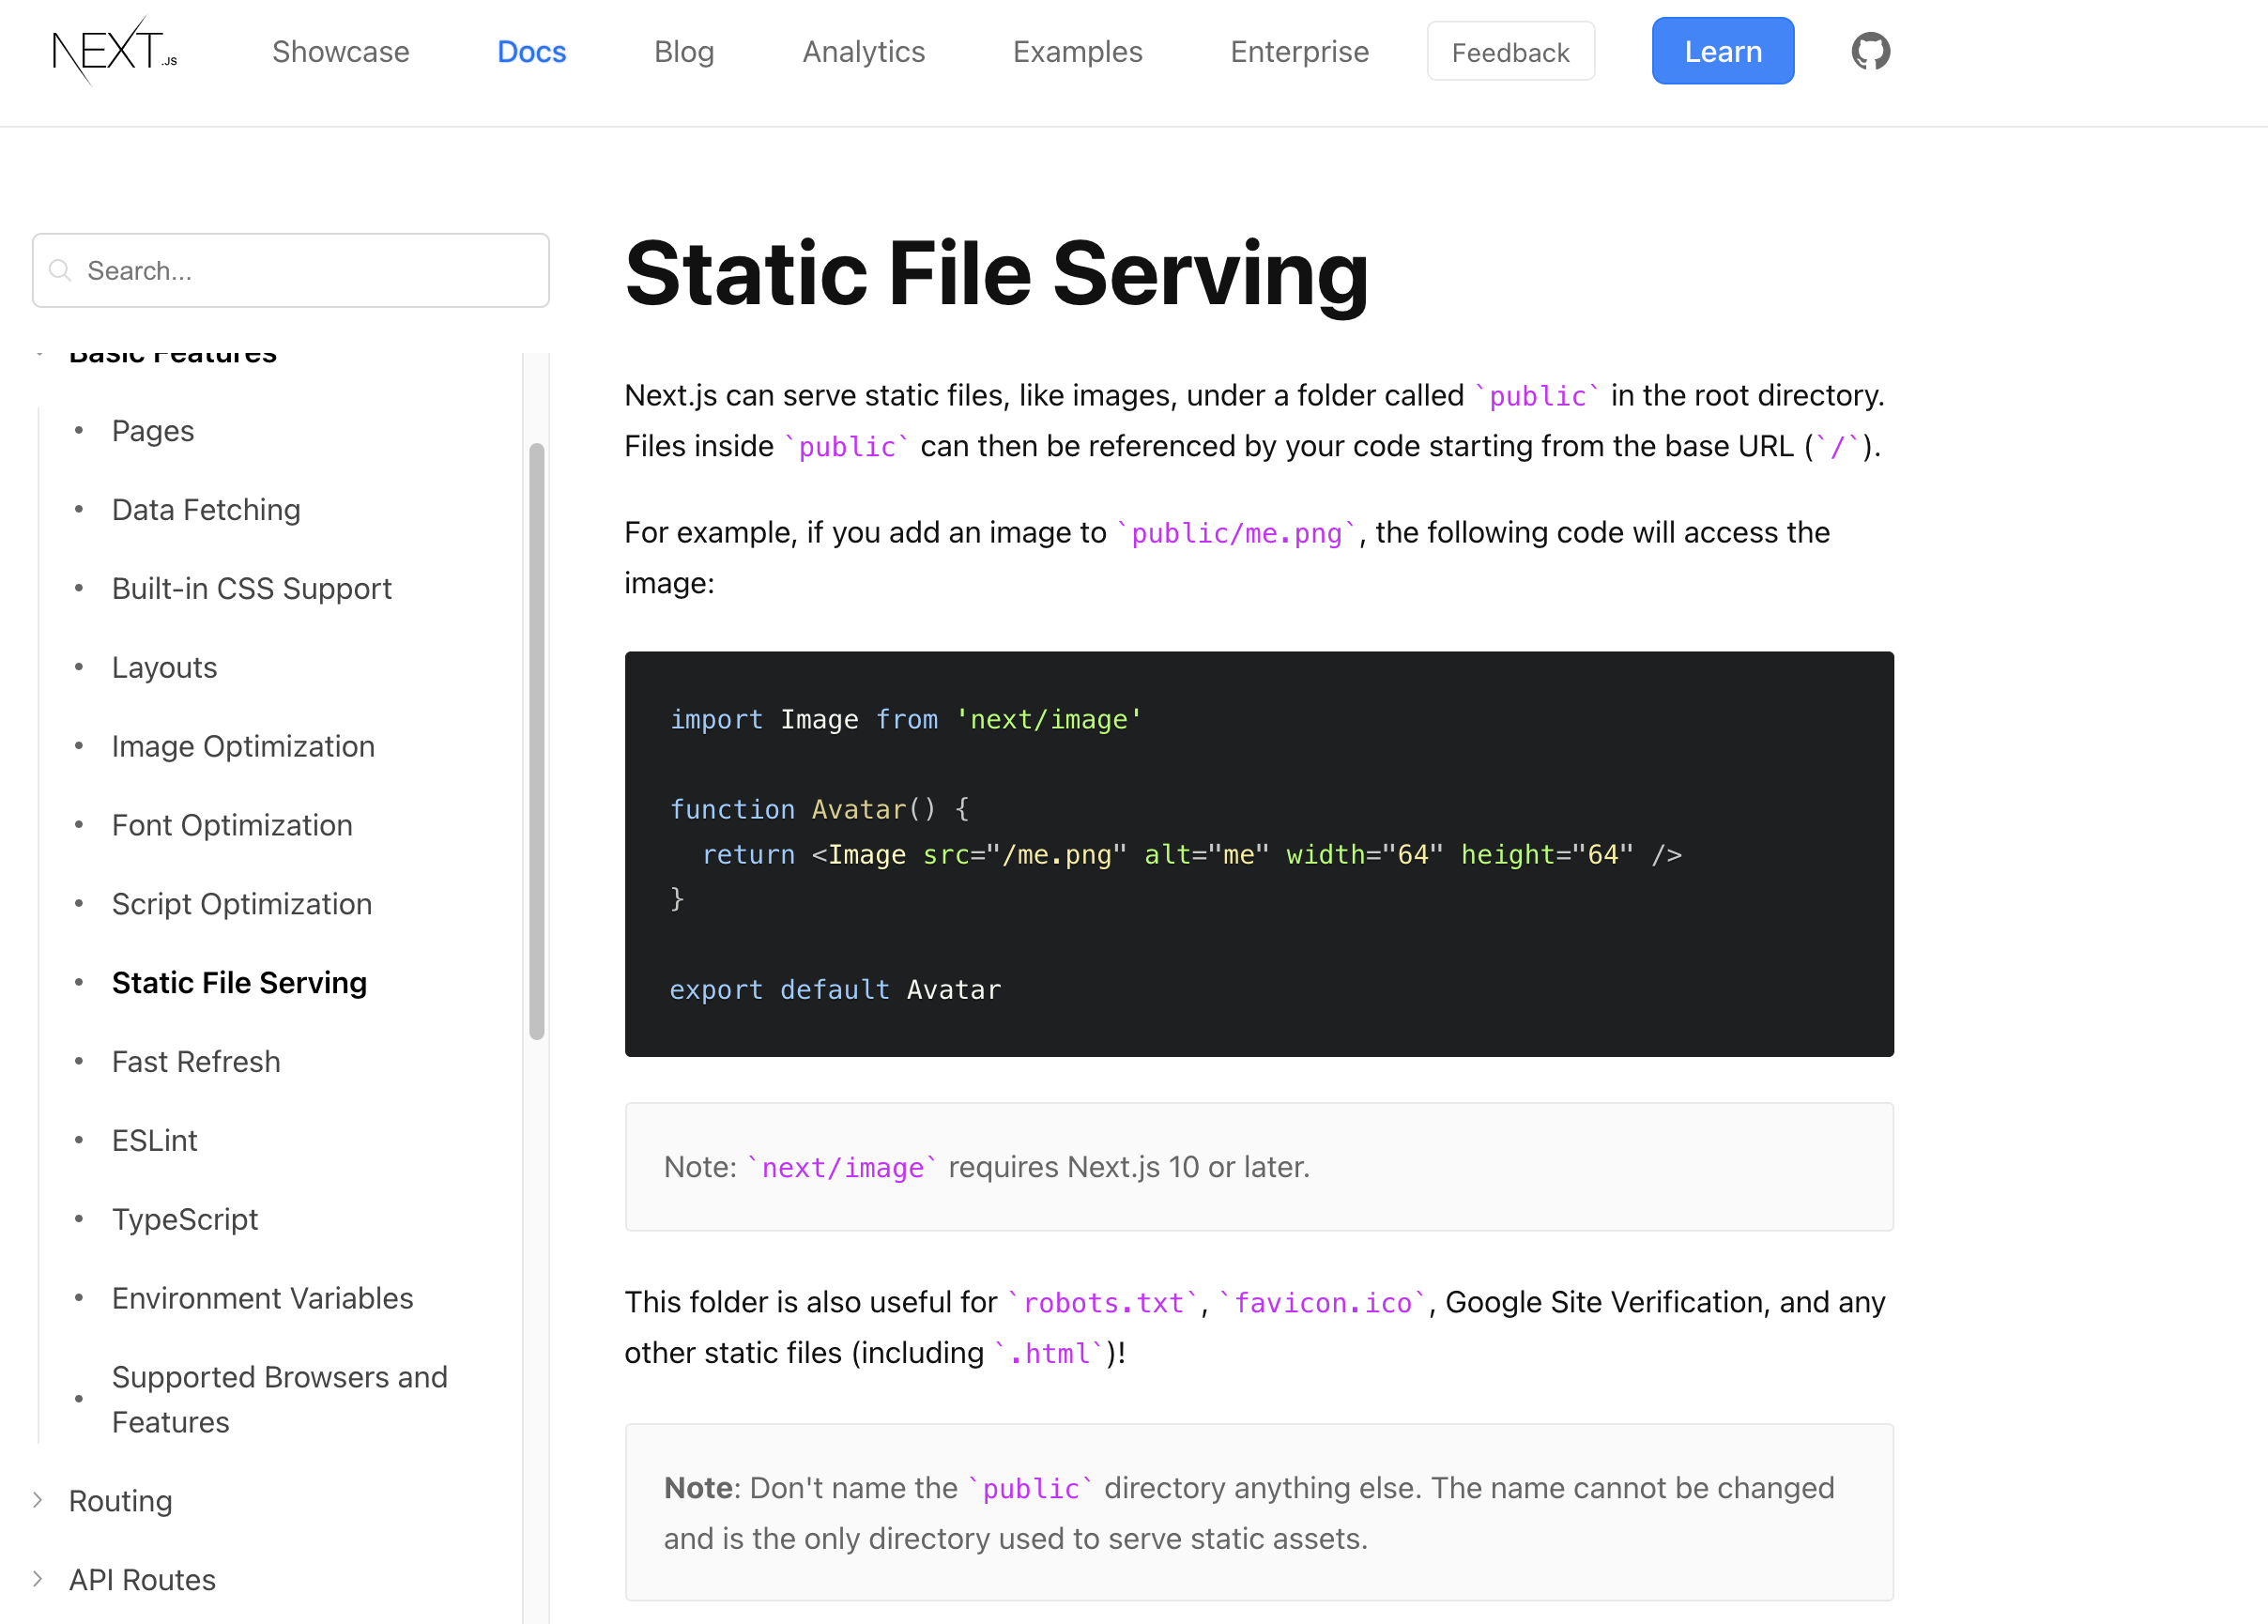 NEXT.JS
Showcase
Docs
Blog
Analytics
Examples
Enterprise
Feedback
Learn
Search...
Basic Features
Pages
Data Fetching
Built-in CSS Support
Layouts
Image Optimization
Font Optimization
Script Optimization
Static File Serving
Fast Refresh
ESLint
TypeScript
Environment Variables
Supported Browsers and
Features
Routing
API Routes
Static File Serving
Next.js can serve static files, like images, under a folder called `public` in the root directory.
Files inside `public` can then be referenced by your code starting from the base URL (`/`).
For example, if you add an image to `public/me.png`, the following code will access the
image:
import Image from 'next/image'
function Avatar() {
  return <Image src="/me.png" alt="me" width="64" height="64" />
}
export default Avatar
Note: `next/image` requires Next.js 10 or later.
This folder is also useful for `robots.txt`, `favicon.ico`, Google Site Verification, and any
other static files (including `.html`)!
Note: Don't name the `public` directory anything else. The name cannot be changed
and is the only directory used to serve static assets.